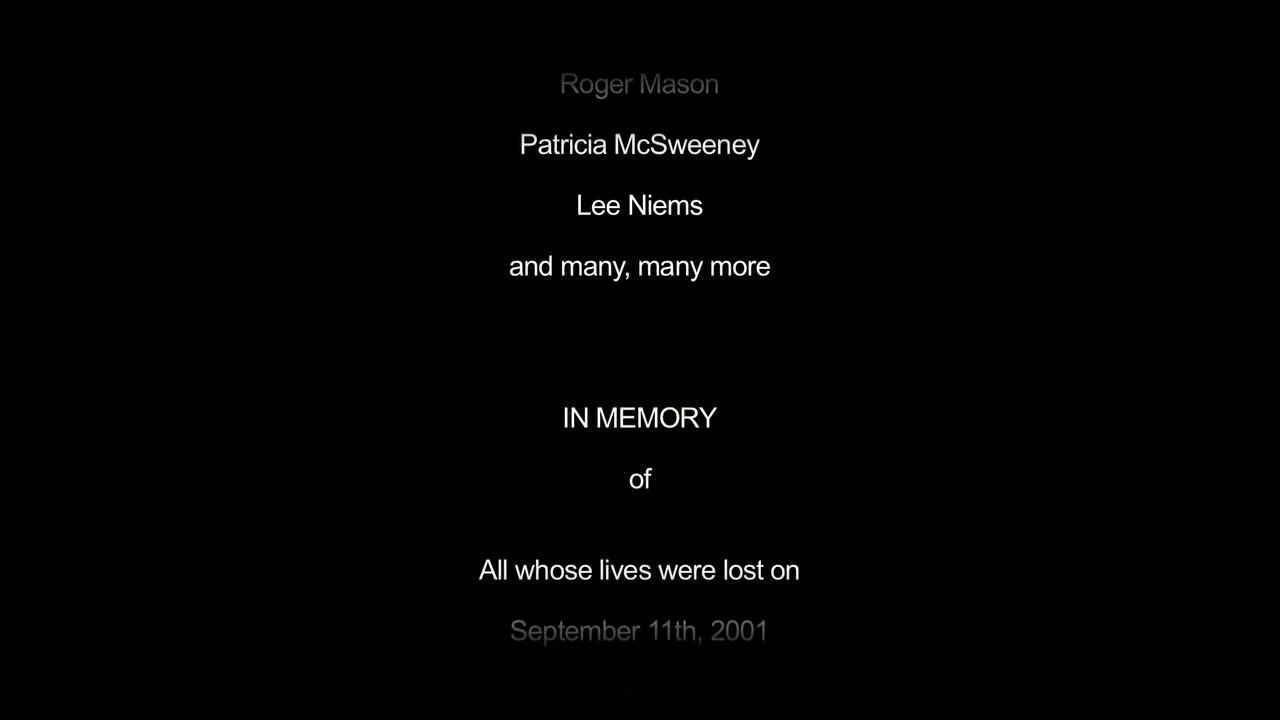 Roger Mason
Patricia McSweeney
Lee Niems
and many, many more
IN MEMORY
of
All whose lives were lost on
September 11th, 2001